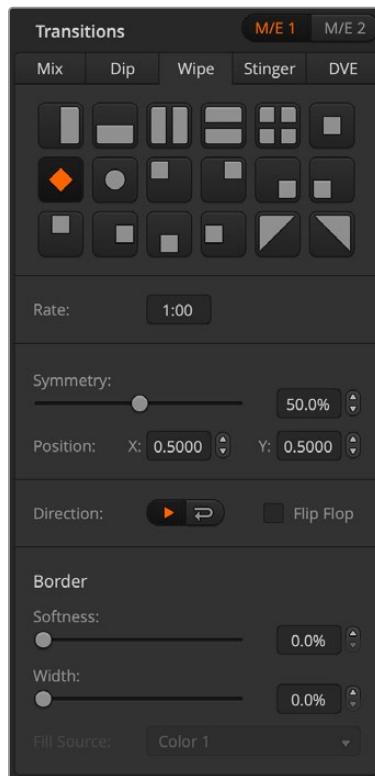 Transitions M/E 1 M/E 2
Mix Dip Wipe Stinger DVE
Rate: 1:00
Symmetry:
50.0%
Position: X: 0.5000 Y: 0.5000
Direction: Flip Flop
Border
Softness:
0.0%
Width:
0.0%
Fill Source: Color 1